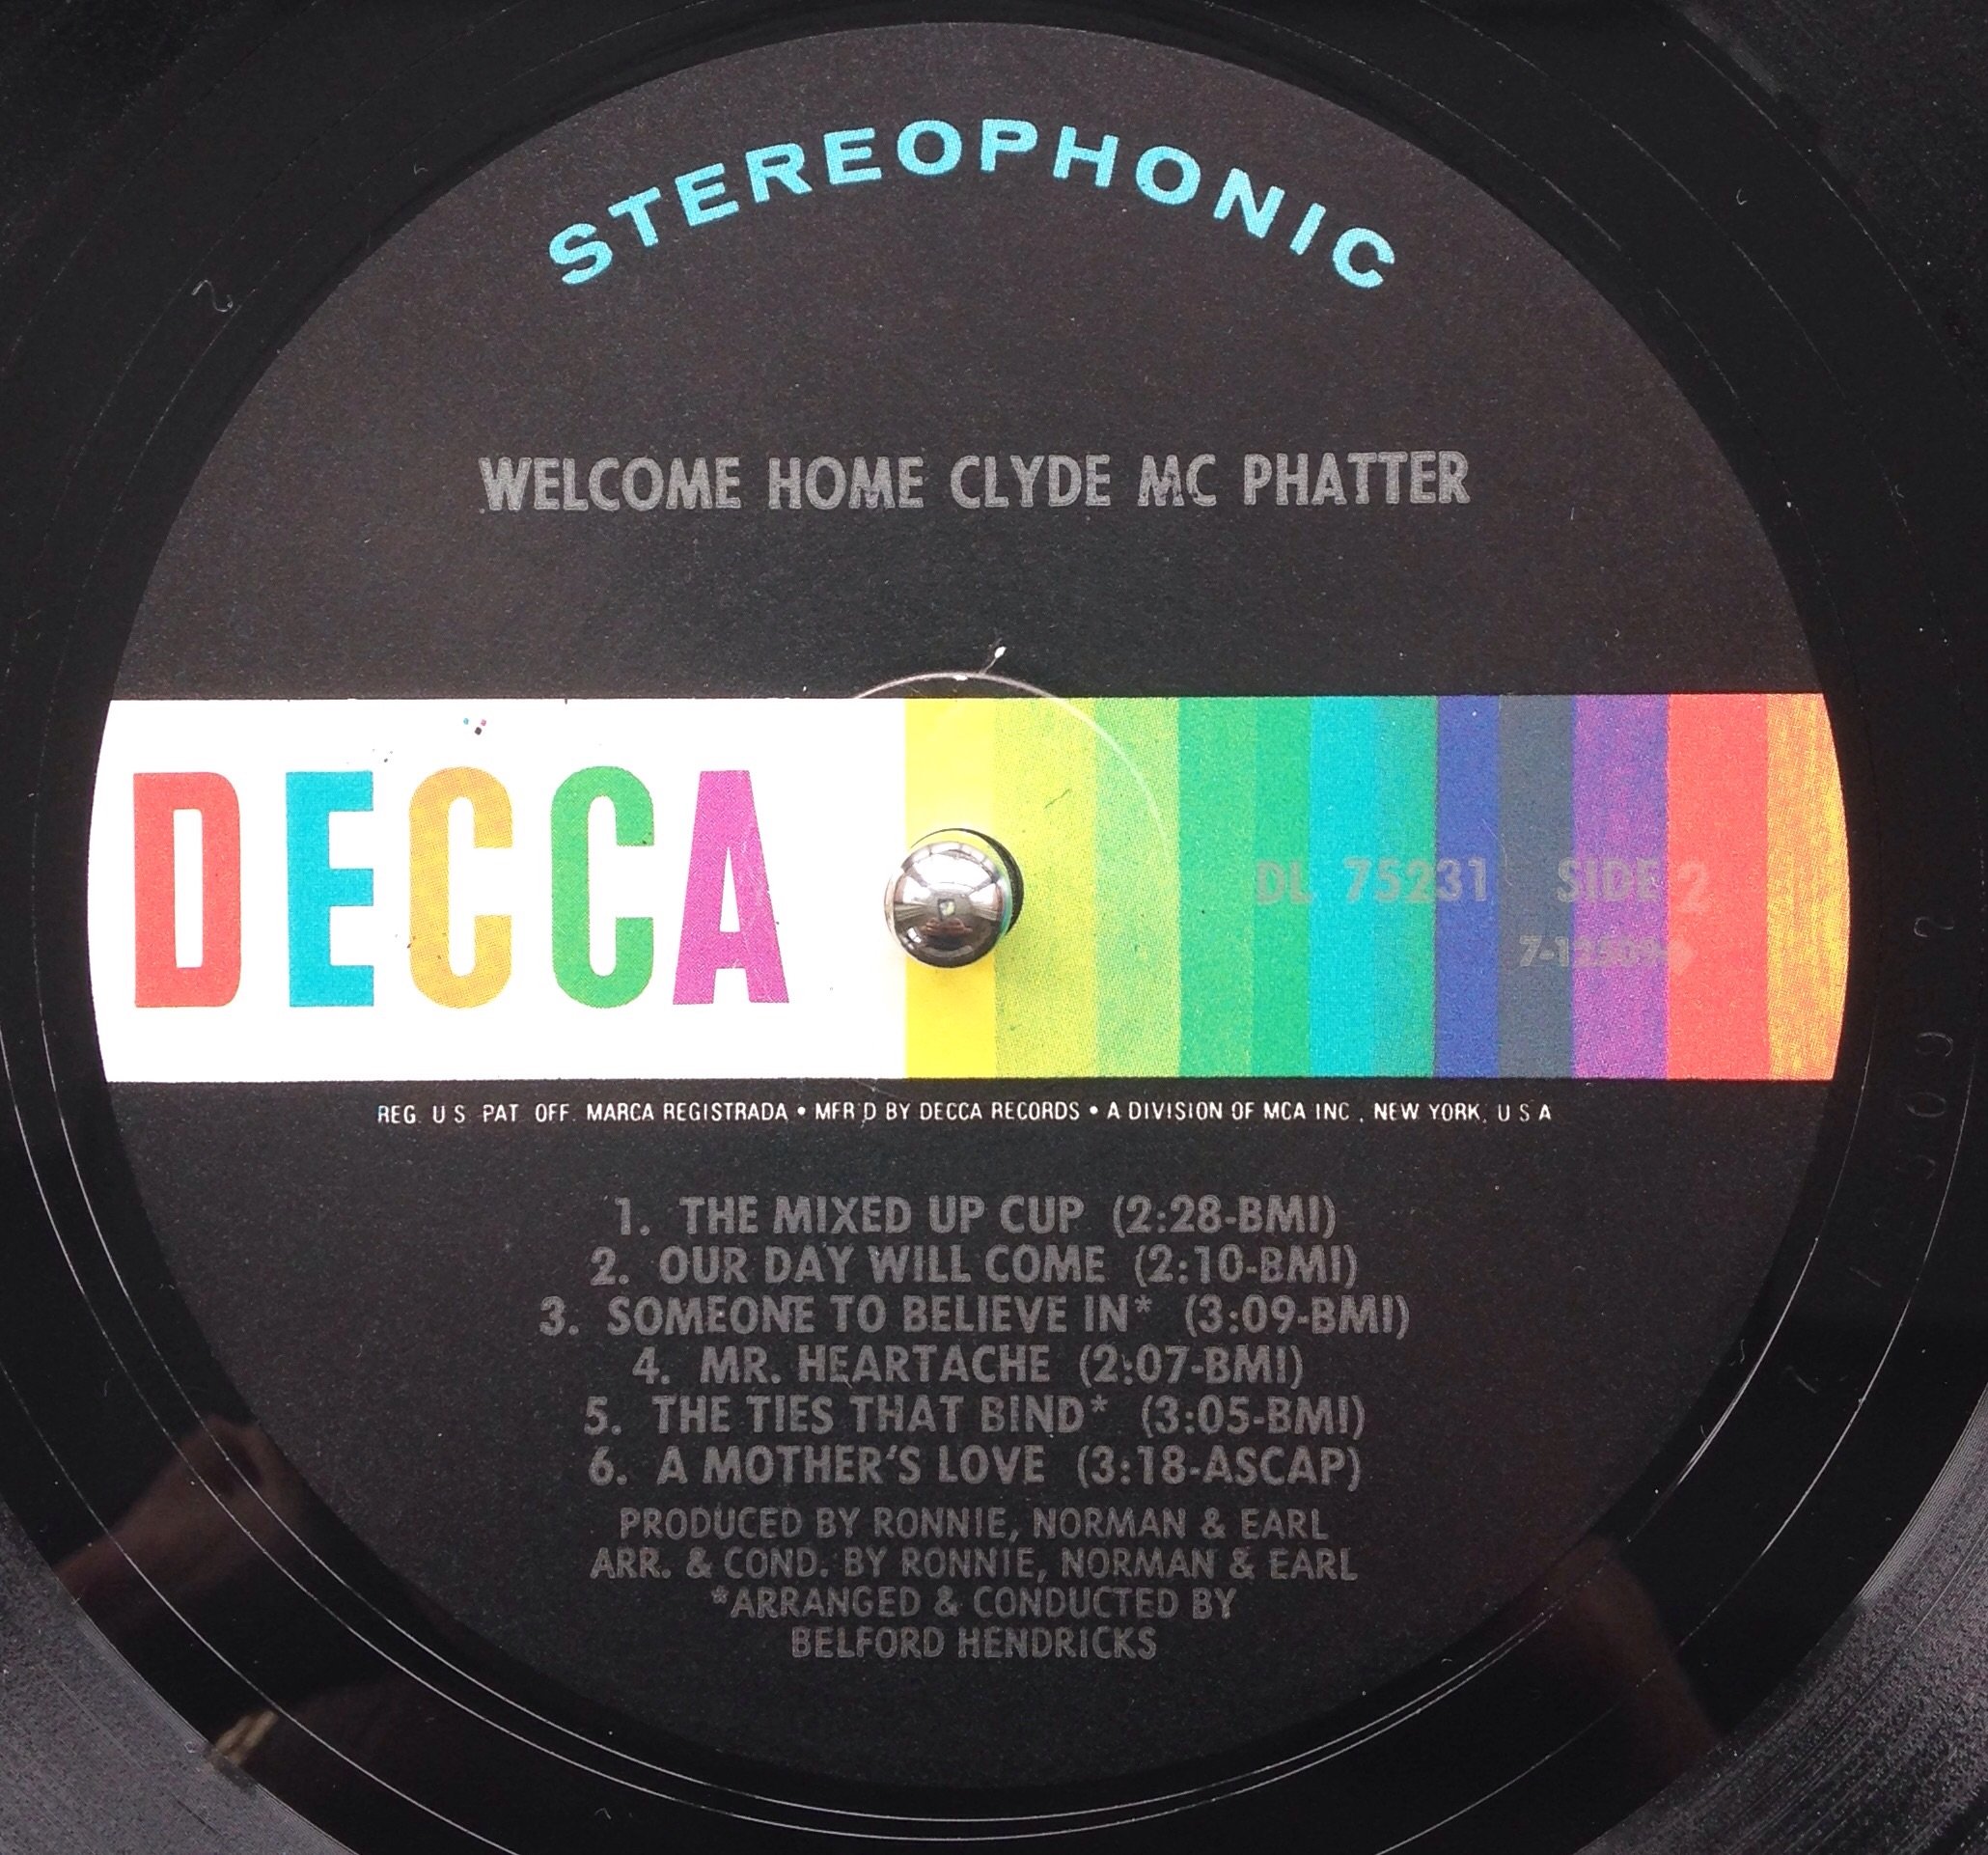 STEREOPHONIC
WELCOME HOME CLYDE MC PHATTER
DECCA
DL 75231 SIDE 2
REG. U S PAT OFF. MARCA REGISTRADA • MFR'D BY DECCA RECORDS • A DIVISION OF MCA INC., NEW YORK, U S A
1. THE MIXED UP CUP (2:28-BMI)
2. OUR DAY WILL COME (2:10-BMI)
3. SOMEONE TO BELIEVE IN* (3:09-BMI)
4. MR. HEARTACHE (2:07-BMI)
5. THE TIES THAT BIND* (3:05-BMI)
6. A MOTHER'S LOVE (3:18-ASCAP)
PRODUCED BY RONNIE, NORMAN & EARL
ARR. & COND. BY RONNIE, NORMAN & EARL
*ARRANGED & CONDUCTED BY
BELFORD HENDRICKS